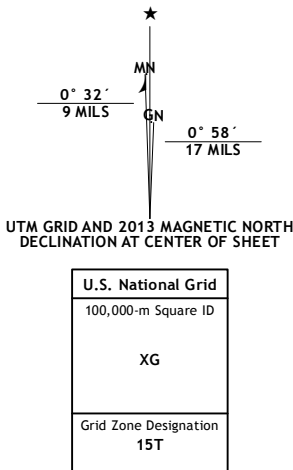 MN
0° 32´
9 MILS
GN
0° 58´
17 MILS
UTM GRID AND 2013 MAGNETIC NORTH
DECLINATION AT CENTER OF SHEET
U.S. National Grid
100,000-m Square ID
XG
Grid Zone Designation
15T